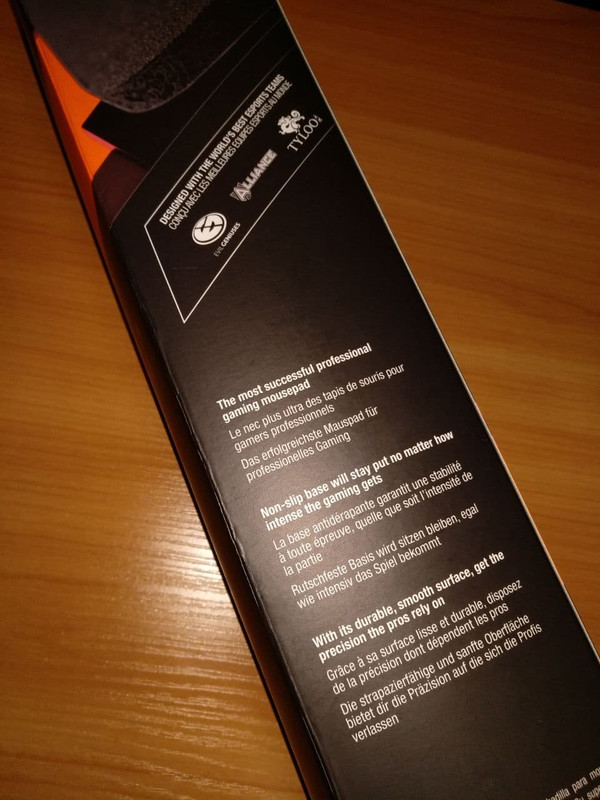 DESIGNED WITH THE WORLD'S BEST ESPORTS TEAMS
CONÇU AVEC LES MEILLEURES ÉQUIPES ESPORTS AU MONDE
EVIL GENIUSES
ALLIANCE
TYLOO
The most successful professional
gaming mousepad
Le nec plus ultra des tapis de souris pour
gamers professionnels
Das erfolgreichste Mauspad für
professionelles Gaming
Non-slip base will stay put no matter how
intense the gaming gets
La base antidérapante garantit une stabilité
à toute épreuve, quelle que soit l'intensité de
la partie
Rutschfeste Basis wird sitzen bleiben, egal
wie intensiv das Spiel bekommt
With its durable, smooth surface, get the
precision the pros rely on
Grâce à sa surface lisse et durable, disposez
de la précision dont dépendent les pros
Die strapazierfähige und sanfte Oberfläche
bietet dir die Präzision auf die sich die Profis
verlassen
para